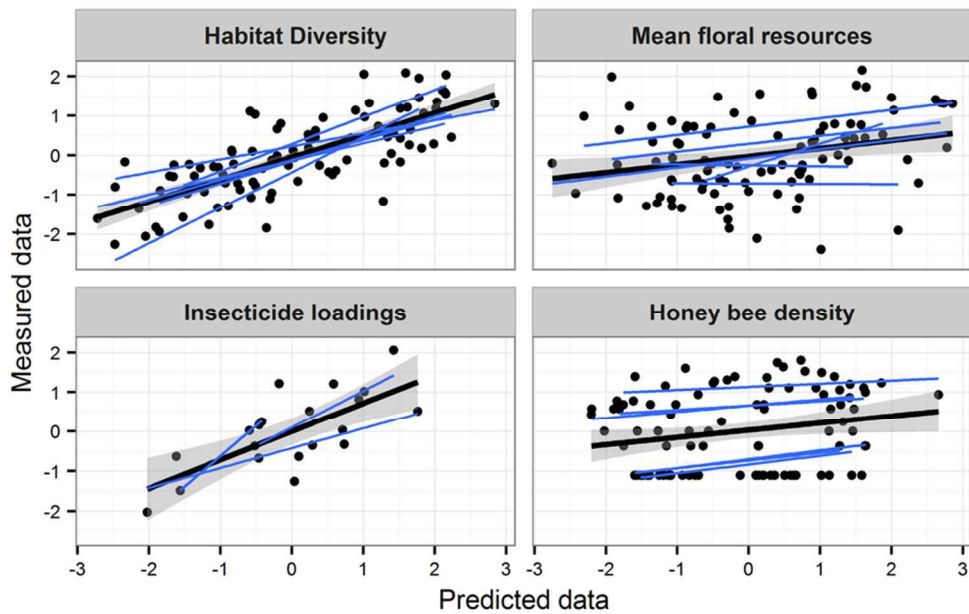 Habitat Diversity
Mean floral resources
2
1
0
-1
-2
Insecticide loadings
Honey bee density
2
1
0
-1
-2
-3 -2 -1 0 1 2 3
-3 -2 -1 0 1 2 3
Measured data
Predicted data